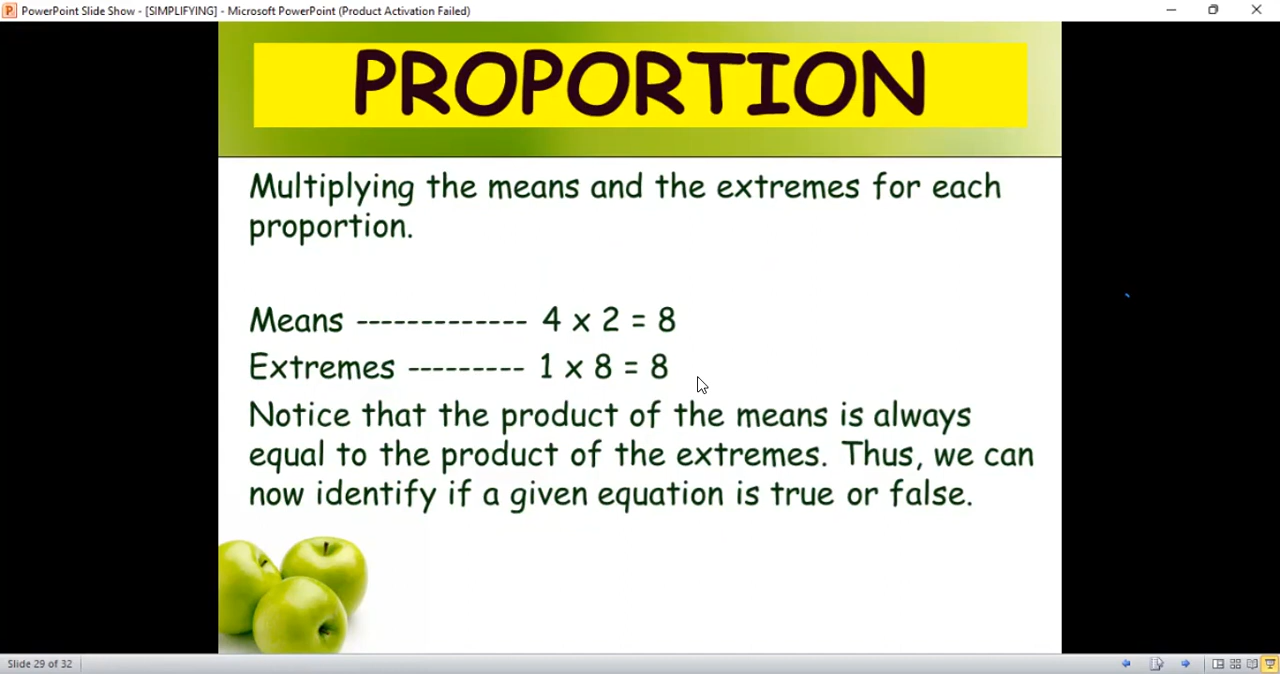 PowerPoint Slide Show - [SIMPLIFYING] - Microsoft PowerPoint (Product Activation Failed)
PROPORTION
Multiplying the means and the extremes for each
proportion.
Means ------------- 4 x 2 = 8
Extremes --------- 1 x 8 = 8
Notice that the product of the means is always
equal to the product of the extremes. Thus, we can
now identify if a given equation is true or false.
Slide 29 of 32